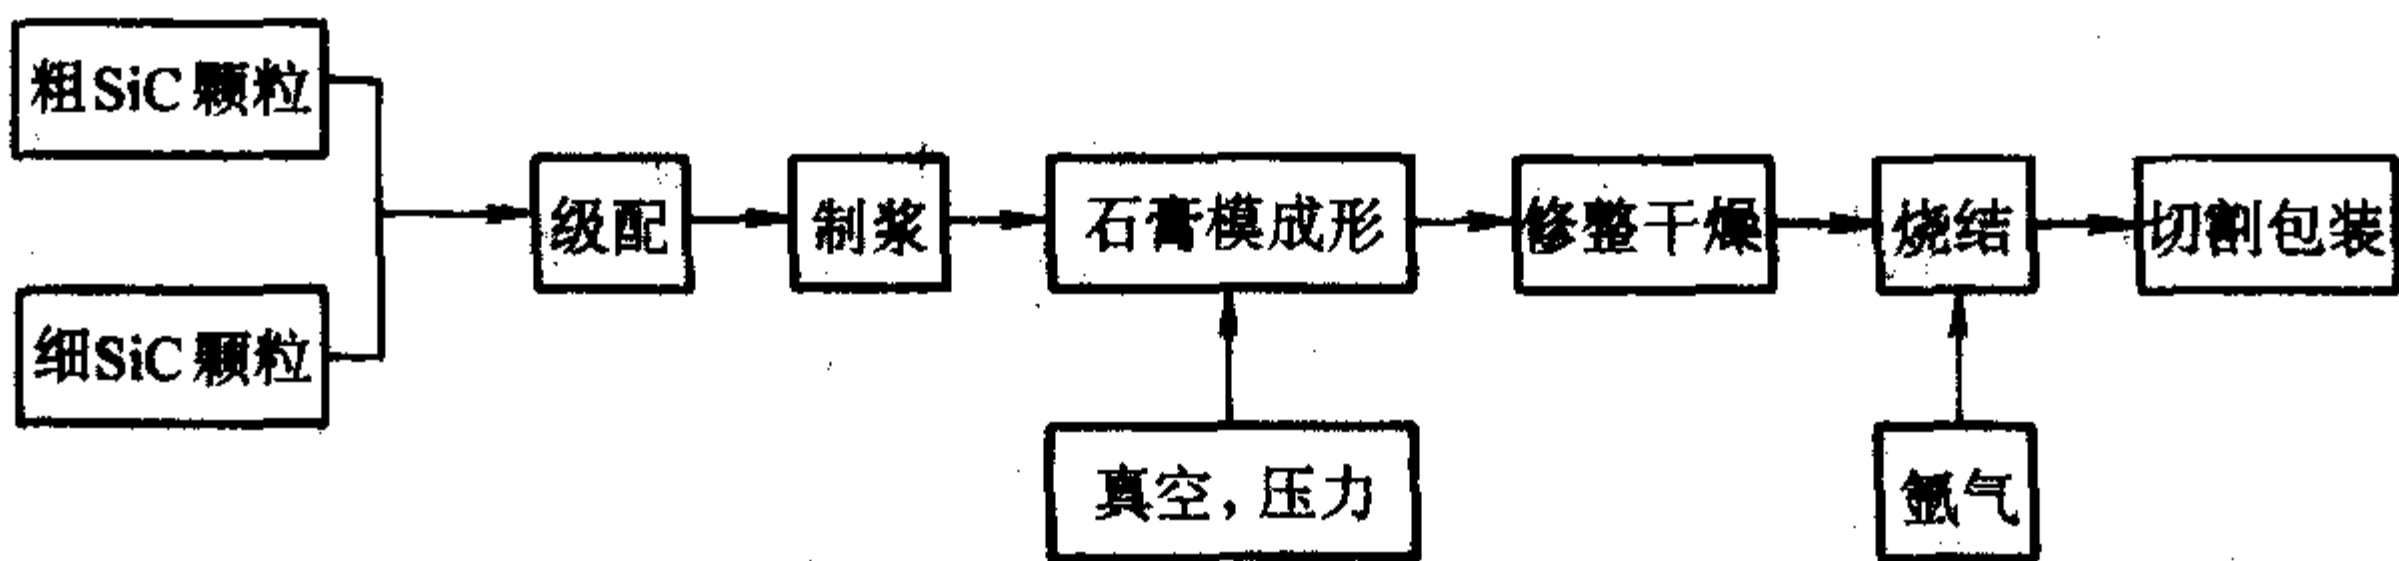 粗SiC颗粒
细SiC颗粒
级配
制浆
石膏模成形
修整干燥
烧结
切割包装
真空，压力
氩气